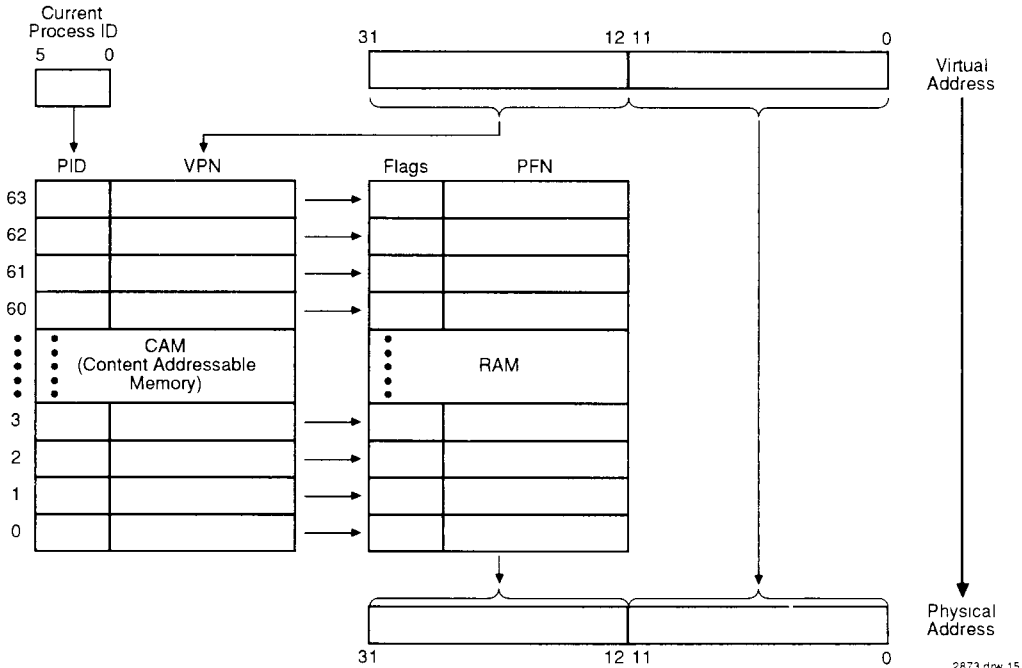 Current
Process ID
5 0
31 12 11 0
Virtual
Address
PID VPN Flags PFN
63
62
61
60
CAM
(Content Addressable
Memory)
RAM
3
2
1
0
Physical
Address
31 12 11 0
2873 drw 15